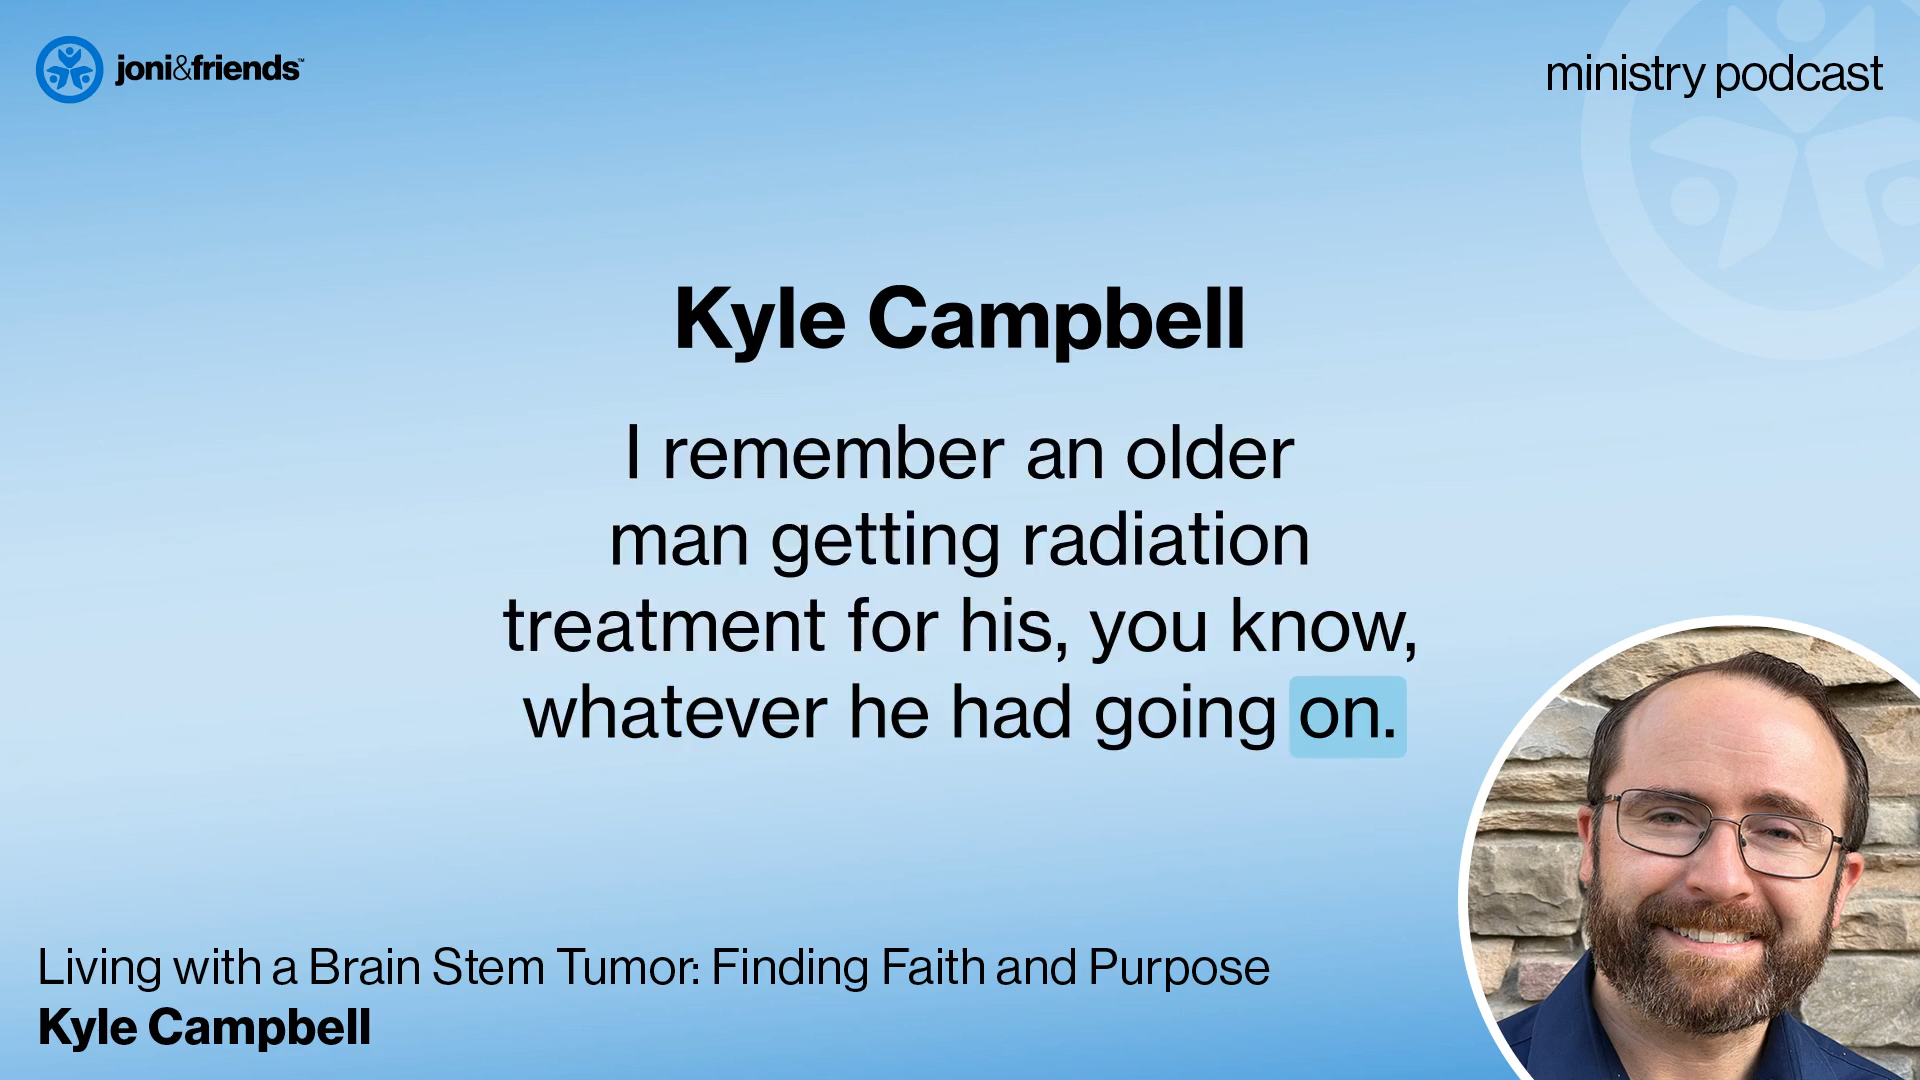 joni&friends™
ministry podcast
Kyle Campbell
I remember an older
man getting radiation
treatment for his, you know,
whatever he had going on.
Living with a Brain Stem Tumor: Finding Faith and Purpose
Kyle Campbell